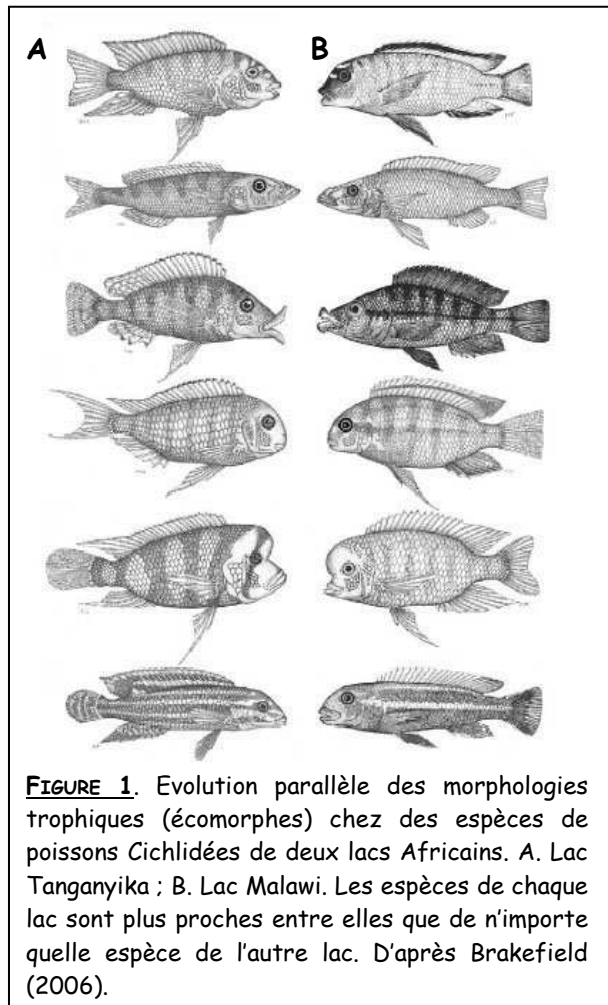 A B
FIGURE 1. Evolution parallèle des morphologies
trophiques (écomorphes) chez des espèces de
poissons Cichlidées de deux lacs Africains. A. Lac
Tanganyika ; B. Lac Malawi. Les espèces de chaque
lac sont plus proches entre elles que de n'importe
quelle espèce de l'autre lac. D'après Brakefield
(2006).